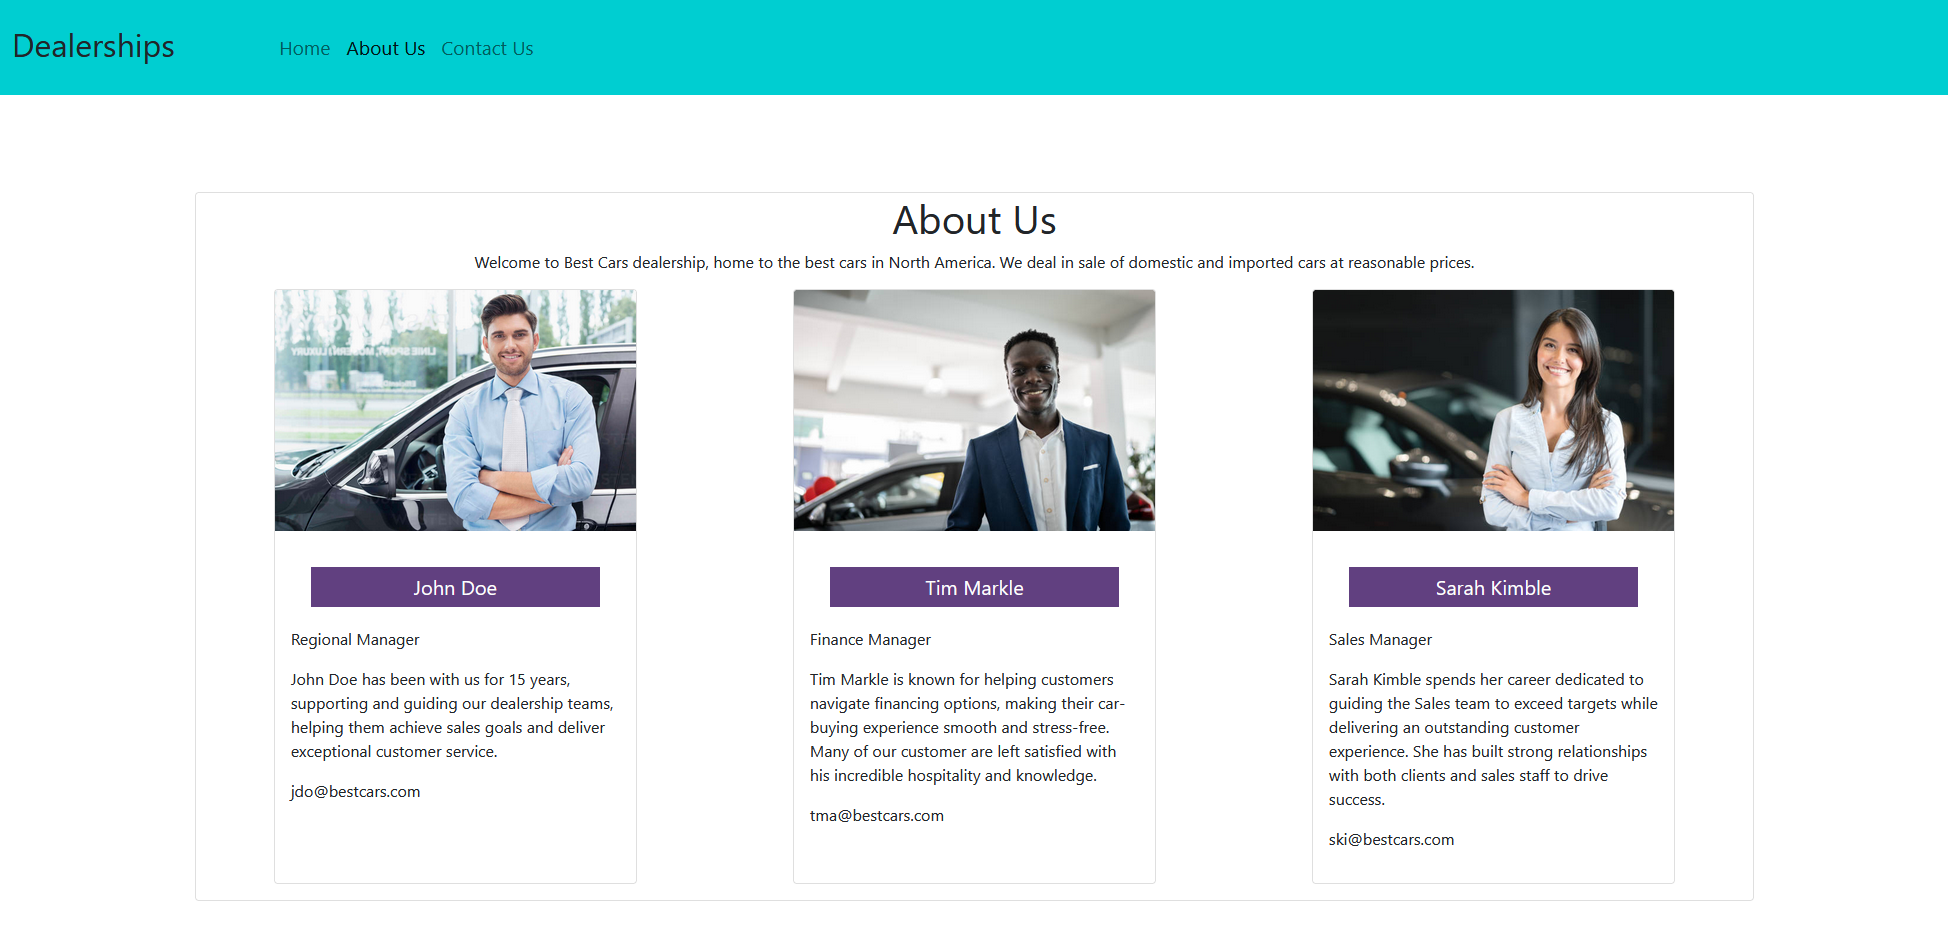 Dealerships
Home About Us Contact Us
About Us
Welcome to Best Cars dealership, home to the best cars in North America. We deal in sale of domestic and imported cars at reasonable prices.
John Doe
Regional Manager
John Doe has been with us for 15 years,
supporting and guiding our dealership teams,
helping them achieve sales goals and deliver
exceptional customer service.
jdo@bestcars.com
Tim Markle
Finance Manager
Tim Markle is known for helping customers
navigate financing options, making their car-
buying experience smooth and stress-free.
Many of our customer are left satisfied with
his incredible hospitality and knowledge.
tma@bestcars.com
Sarah Kimble
Sales Manager
Sarah Kimble spends her career dedicated to
guiding the Sales team to exceed targets while
delivering an outstanding customer
experience. She has built strong relationships
with both clients and sales staff to drive
success.
ski@bestcars.com